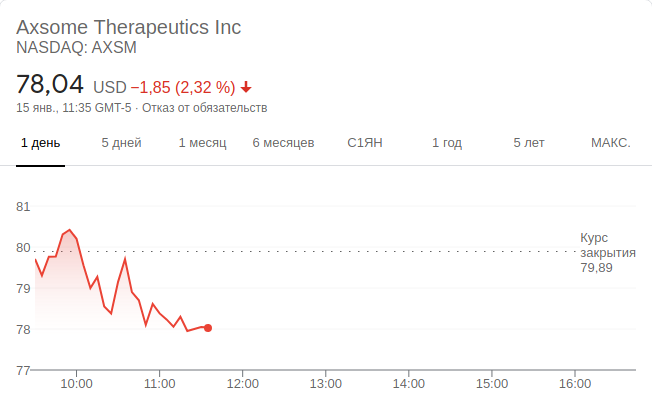 Axsome Therapeutics Inc
NASDAQ: AXSM
78,04 USD −1,85 (2,32 %)
15 янв., 11:35 GMT-5 · Отказ от обязательств
1 день 5 дней 1 месяц 6 месяцев С1ЯН 1 год 5 лет МАКС.
81
80
79
78
77
Курс
закрытия
79,89
10:00 11:00 12:00 13:00 14:00 15:00 16:00